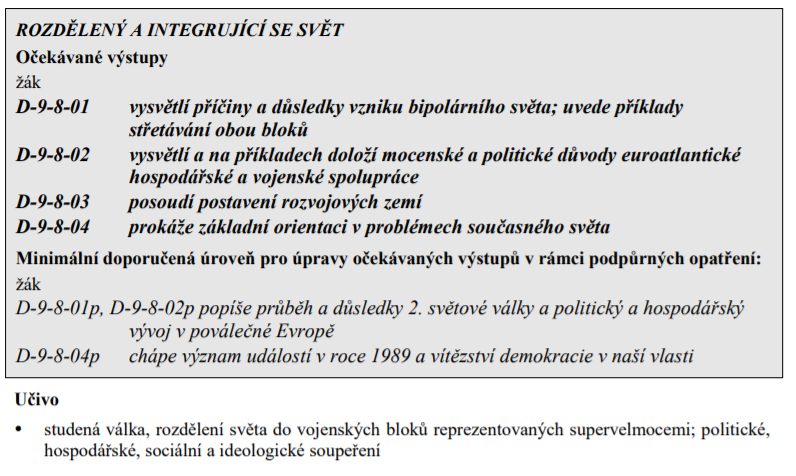 ROZDĚLENÝ A INTEGRUJÍCÍ SE SVĚT
Očekávané výstupy
žák
D-9-8-01 vysvětlí příčiny a důsledky vzniku bipolárního světa; uvede příklady
střetávání obou bloků
D-9-8-02 vysvětlí a na příkladech doloží mocenské a politické důvody euroatlantické
hospodářské a vojenské spolupráce
D-9-8-03 posoudí postavení rozvojových zemí
D-9-8-04 prokáže základní orientaci v problémech současného světa
Minimální doporučená úroveň pro úpravy očekávaných výstupů v rámci podpůrných opatření:
žák
D-9-8-01p, D-9-8-02p popíše průběh a důsledky 2. světové války a politický a hospodářský
vývoj v poválečné Evropě
D-9-8-04p chápe význam událostí v roce 1989 a vítězství demokracie v naší vlasti
Učivo
• studená válka, rozdělení světa do vojenských bloků reprezentovaných supervelmocemi; politické,
hospodářské, sociální a ideologické soupeření